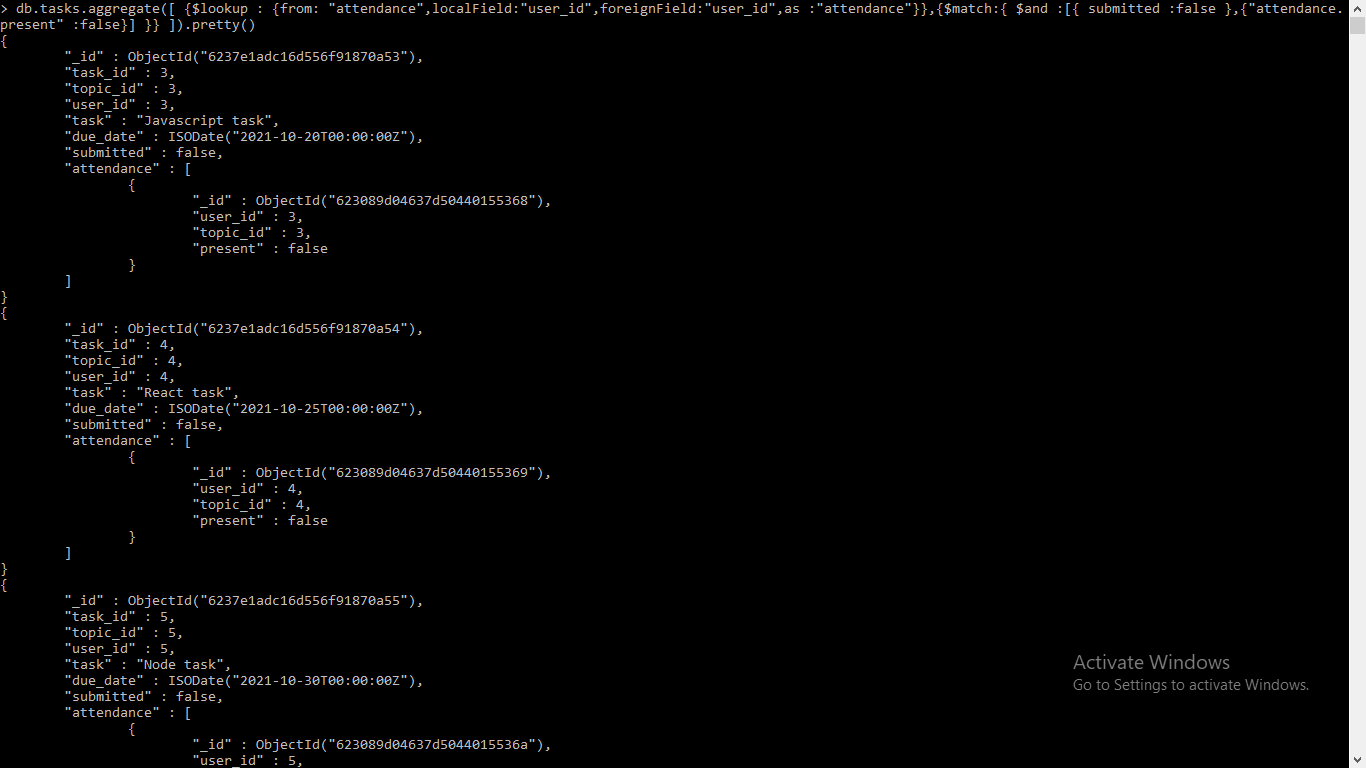 > db.tasks.aggregate([ {$lookup : {from: "attendance",localField:"user_id",foreignField:"user_id",as :"attendance"}},{$match:{ $and :[{ submitted :false },{"attendance.
present" :false}] }} ]).pretty()
{
        "_id" : ObjectId("6237e1adc16d556f91870a53"),
        "task_id" : 3,
        "topic_id" : 3,
        "user_id" : 3,
        "task" : "Javascript task",
        "due_date" : ISODate("2021-10-20T00:00:00Z"),
        "submitted" : false,
        "attendance" : [
                {
                        "_id" : ObjectId("623089d04637d50440155368"),
                        "user_id" : 3,
                        "topic_id" : 3,
                        "present" : false
                }
        ]
}
{
        "_id" : ObjectId("6237e1adc16d556f91870a54"),
        "task_id" : 4,
        "topic_id" : 4,
        "user_id" : 4,
        "task" : "React task",
        "due_date" : ISODate("2021-10-25T00:00:00Z"),
        "submitted" : false,
        "attendance" : [
                {
                        "_id" : ObjectId("623089d04637d50440155369"),
                        "user_id" : 4,
                        "topic_id" : 4,
                        "present" : false
                }
        ]
}
{
        "_id" : ObjectId("6237e1adc16d556f91870a55"),
        "task_id" : 5,
        "topic_id" : 5,
        "user_id" : 5,
        "task" : "Node task",
        "due_date" : ISODate("2021-10-30T00:00:00Z"),
        "submitted" : false,
        "attendance" : [
                {
                        "_id" : ObjectId("623089d04637d5044015536a"),
                        "user_id" : 5,
Activate Windows
Go to Settings to activate Windows.